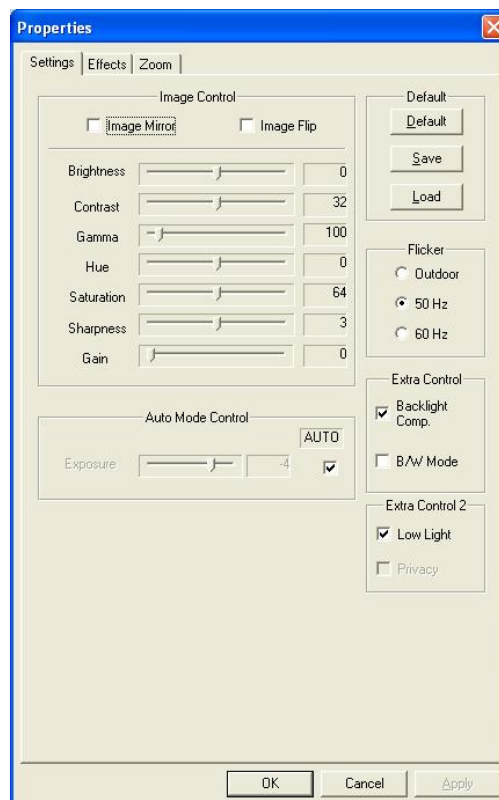 Properties
Settings Effects Zoom
Image Control
Image Mirror Image Flip
Brightness 0
Contrast 32
Gamma 100
Hue 0
Saturation 64
Sharpness 3
Gain 0
Auto Mode Control
AUTO
Exposure -4
Default
Default
Save
Load
Flicker
Outdoor
50 Hz
60 Hz
Extra Control
Backlight
Comp.
B/W Mode
Extra Control 2
Low Light
Privacy
OK Cancel Apply